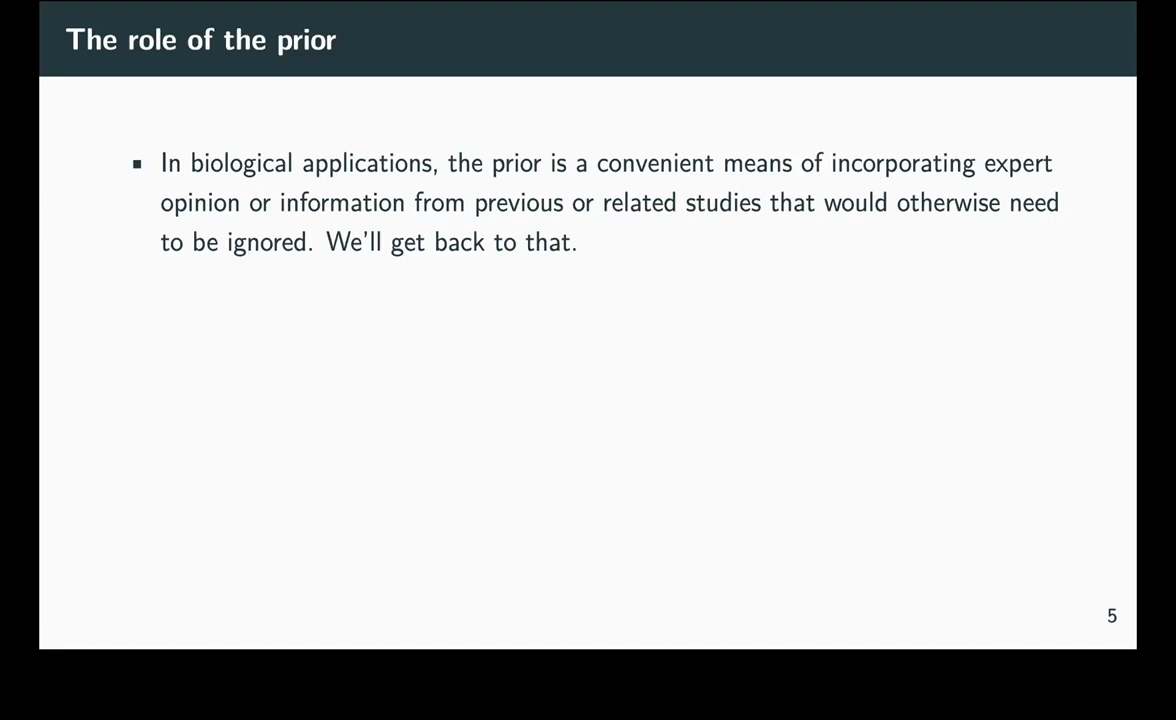 The role of the prior
▪ In biological applications, the prior is a convenient means of incorporating expert
opinion or information from previous or related studies that would otherwise need
to be ignored. We'll get back to that.
5